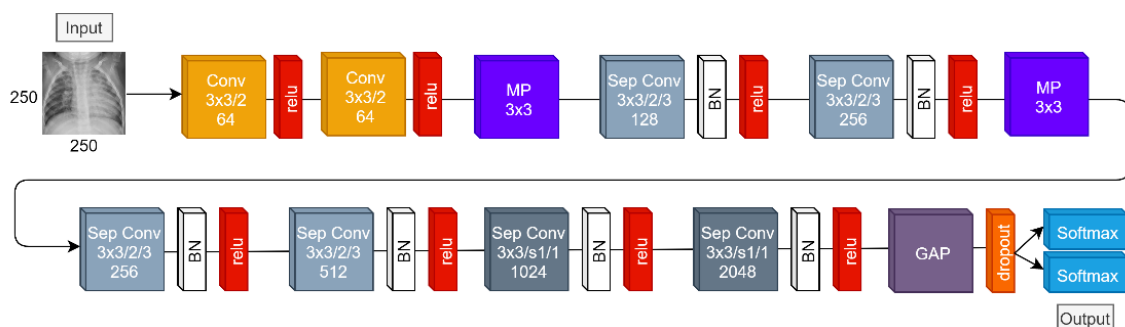 Input
250
250
Conv
3x3/2
64
relu
Conv
3x3/2
64
relu
MP
3x3
Sep Conv
3x3/2/3
128
BN
relu
Sep Conv
3x3/2/3
256
BN
relu
MP
3x3
Sep Conv
3x3/2/3
256
BN
relu
Sep Conv
3x3/2/3
512
BN
relu
Sep Conv
3x3/s1/1
1024
BN
relu
Sep Conv
3x3/s1/1
2048
BN
relu
GAP
dropout
Softmax
Softmax
Output